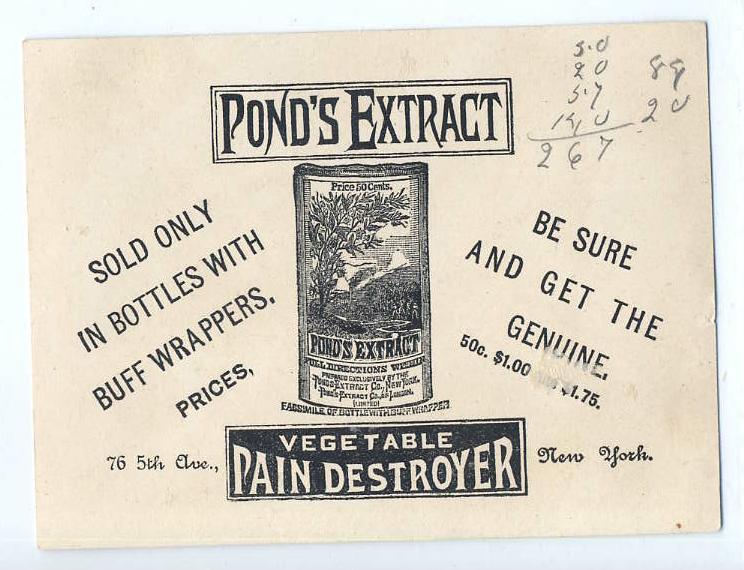 5.0
20 89
5.7 20
14,0
267
POND'S EXTRACT
Price 50 Cents.
SOLD ONLY
IN BOTTLES WITH
BUFF WRAPPERS.
PRICES,
BE SURE
AND GET THE
GENUINE.
50c. $1.00 $1.75.
POND'S EXTRACT
FULL DIRECTIONS WITHIN
PREPARED EXCLUSIVELY BY THE
POND'S EXTRACT CO., NEW YORK.
POND'S EXTRACT CO., LONDON.
(LIMITED)
FACSIMILE OF BOTTLE WITH BUFF WRAPPER
76 5th Ave., New York.
VEGETABLE
PAIN DESTROYER